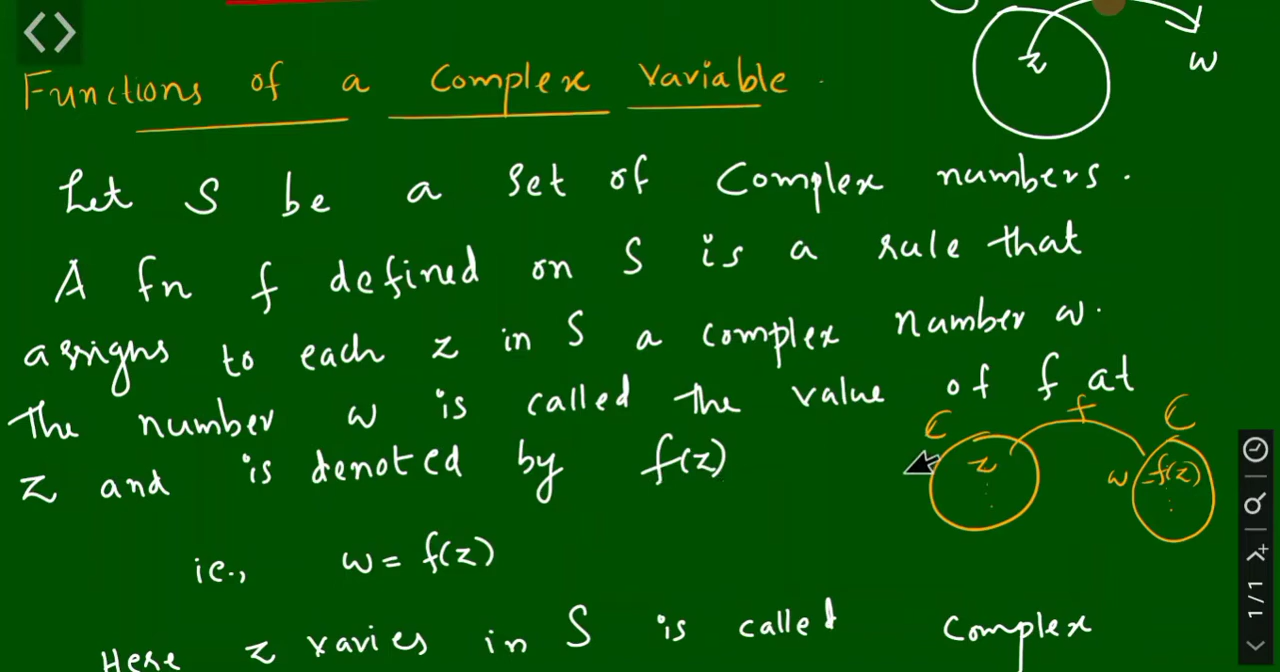 z
w
Functions of a Complex Variable.
Let S be a set of Complex numbers.
A fn f defined on S is a rule that
assigns to each z in S a complex number w.
The number w is called the value of f at
z and is denoted by f(z)
ℂ f ℂ
z w =f(z)
i.e., w = f(z)
Here z varies in S is called Complex
1/1